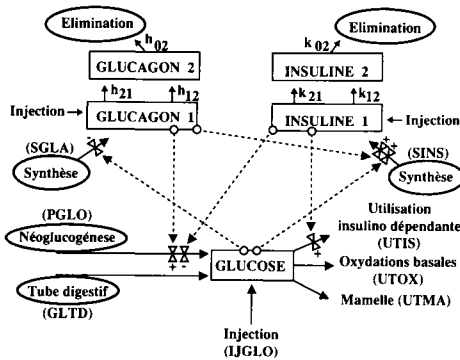 Elimination
Elimination
h02
k02
GLUCAGON 2
INSULINE 2
h21
h12
k21
k12
Injection
GLUCAGON 1
INSULINE 1
Injection
(SGLA)
-
+
+
(SINS)
Synthèse
Synthèse
(PGLO)
Néoglucogénese
+
-
GLUCOSE
+
Utilisation
insulino dépendante
(UTIS)
Oxydations basales
(UTOX)
Tube digestif
(GLTD)
Mamelle (UTMA)
Injection
(IJGLO)